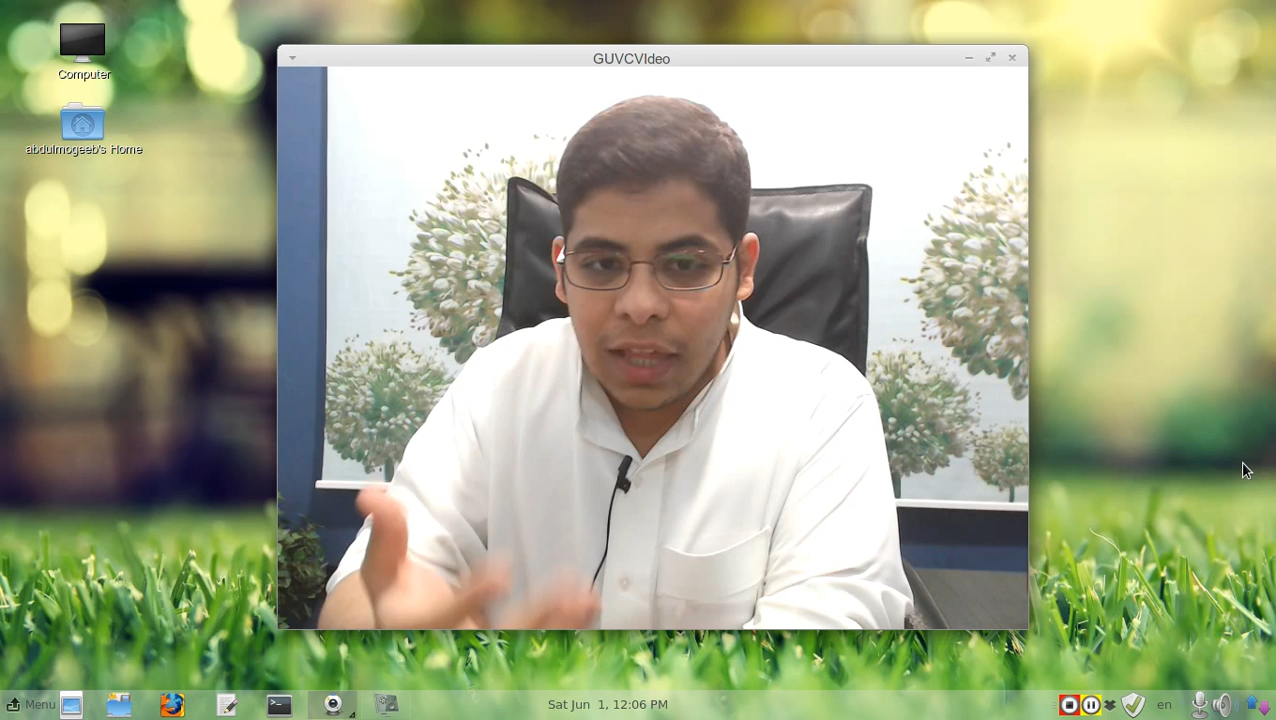 GUVCVIdeo
Computer
abdulmogeeb's Home
Menu
Sat Jun 1, 12:06 PM
en